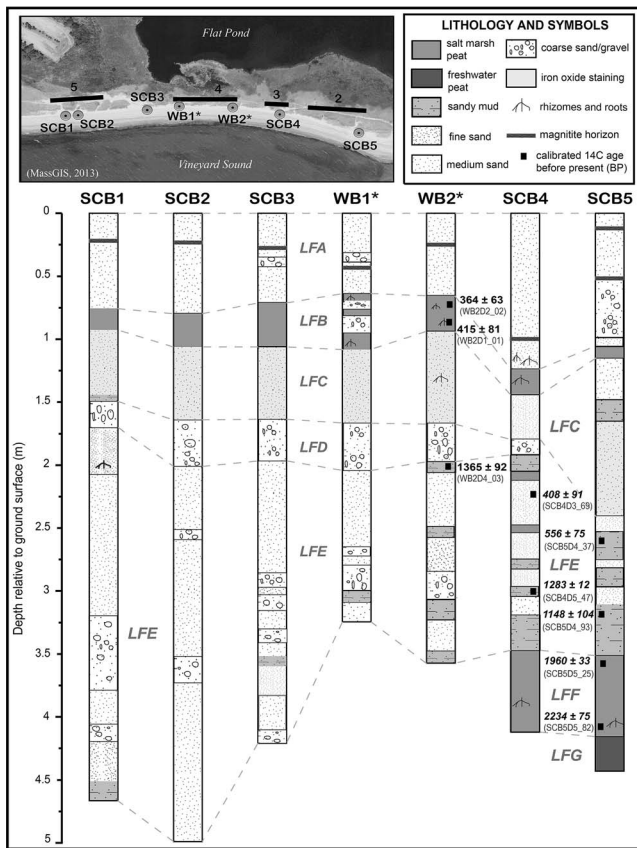 Flat Pond
5
SCB3
4
3
2
SCB1
SCB2
WB1*
WB2*
SCB4
SCB5
Vineyard Sound
(MassGIS, 2013)
LITHOLOGY AND SYMBOLS
salt marsh
peat
coarse sand/gravel
freshwater
peat
iron oxide staining
sandy mud
rhizomes and roots
fine sand
magnitite horizon
medium sand
calibrated 14C age
before present (BP)
SCB1
SCB2
SCB3
WB1*
WB2*
SCB4
SCB5
Depth relative to ground surface (m)
0
0.5
1
1.5
2
2.5
3
3.5
4
4.5
5
LFA
LFB
LFC
LFD
LFE
LFE
364 ± 63
(WB2D2_02)
415 ± 81
(WB2D1_01)
1365 ± 92
(WB2D4_03)
LFC
408 ± 91
(SCB4D3_69)
556 ± 75
(SCB5D4_37)
LFE
1283 ± 12
(SCB4D5_47)
1148 ± 104
(SCB5D4_93)
1960 ± 33
(SCB5D5_25)
LFF
2234 ± 75
(SCB5D5_82)
LFG